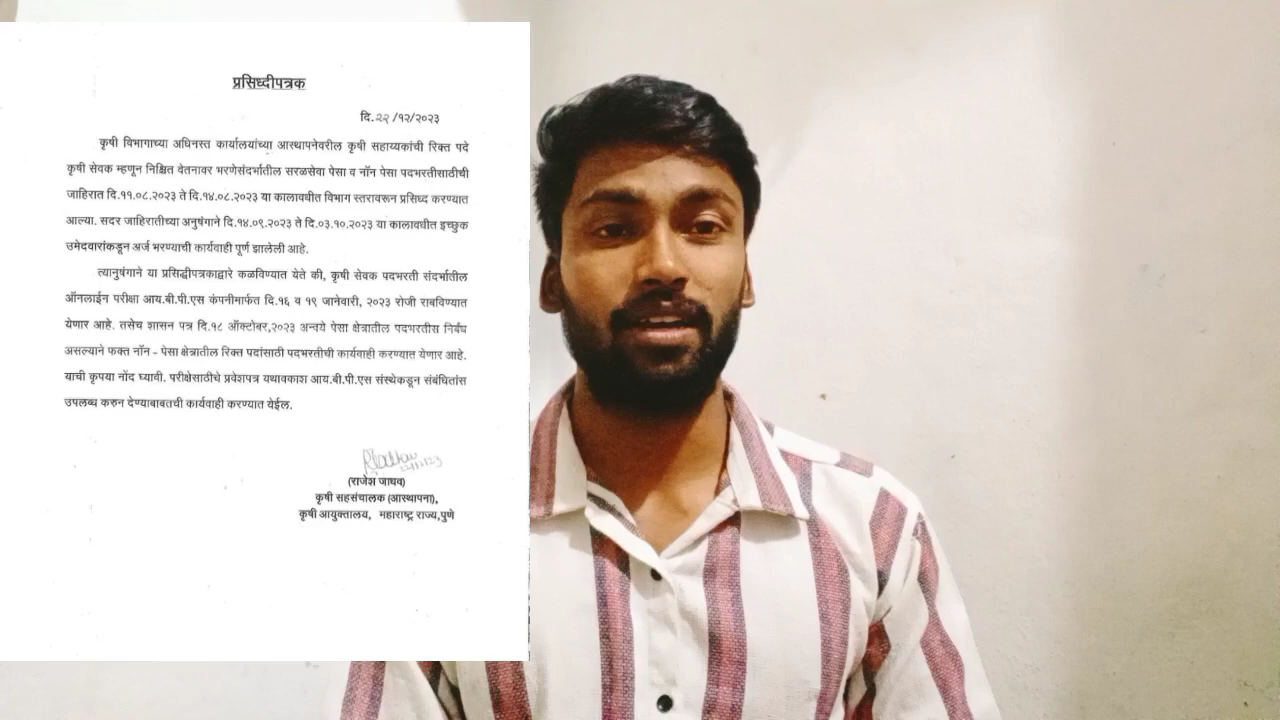 प्रसिध्दीपत्रक
दि.२२/१२/२०२३
कृषी विभागाच्या अधिनस्त कार्यालयांच्या आस्थापनेवरील कृषी सहाय्यकांची रिक्त पदे
कृषी सेवक म्हणून निश्चित वेतनावर भरणेसंदर्भातील सरळसेवा पेसा व नॉन पेसा पदभरतीसाठीची
जाहिरात दि.११.०८.२०२३ ते दि.१४.०८.२०२३ या कालावधीत विभाग स्तरावरून प्रसिध्द करण्यात
आल्या. सदर जाहिरातीच्या अनुषंगाने दि.१४.०९.२०२३ ते दि.०३.१०.२०२३ या कालावधीत इच्छुक
उमेदवारांकडून अर्ज भरण्याची कार्यवाही पूर्ण झालेली आहे.
त्यानुषंगाने या प्रसिद्धीपत्रकाद्वारे कळविण्यात येते की, कृषी सेवक पदभरती संदर्भातील
ऑनलाईन परीक्षा आय.बी.पी.एस कंपनीमार्फत दि.१६ व १९ जानेवारी, २०२३ रोजी राबविण्यात
येणार आहे. तसेच शासन पत्र दि.१८ ऑक्टोबर,२०२३ अन्वये पेसा क्षेत्रातील पदभरतीस निर्बंध
असल्याने फक्त नॉन - पेसा क्षेत्रातील रिक्त पदांसाठी पदभरतीची कार्यवाही करण्यात येणार आहे.
याची कृपया नोंद घ्यावी. परीक्षेसाठीचे प्रवेशपत्र यथावकाश आय.बी.पी.एस संस्थेकडून संबंधितांस
उपलब्ध करुन देण्याबाबतची कार्यवाही करण्यात येईल.
(राजेश जाधव)
कृषी सहसंचालक (आस्थापना),
कृषी आयुक्तालय, महाराष्ट्र राज्य,पुणे